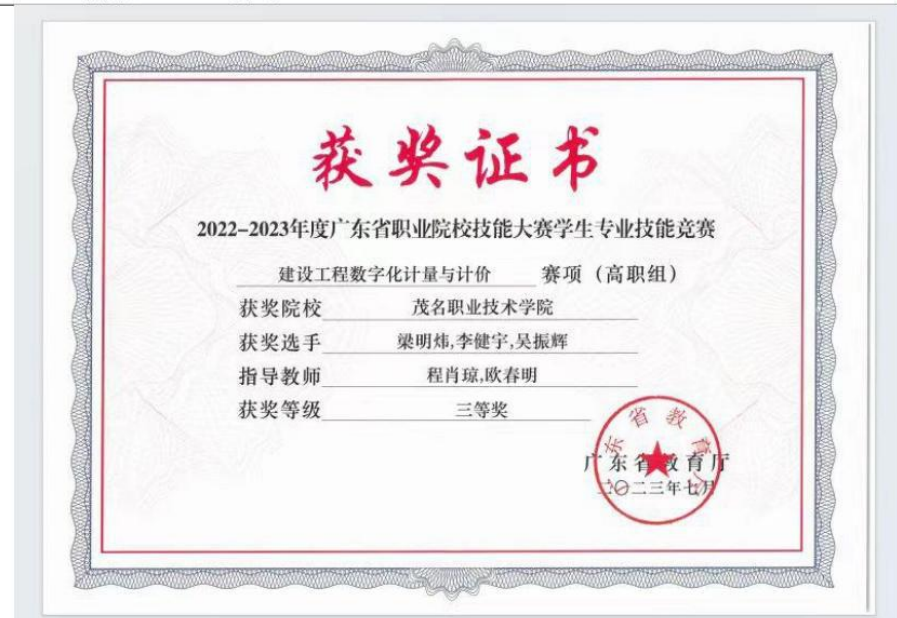 获奖证书
2022-2023年度广东省职业院校技能大赛学生专业技能竞赛
建设工程数字化计量与计价 赛项（高职组）
获奖院校 茂名职业技术学院
获奖选手 梁明炜,李健宇,吴振辉
指导教师 程肖琼,欧春明
获奖等级 三等奖
广东省教育厅
二〇二三年七月